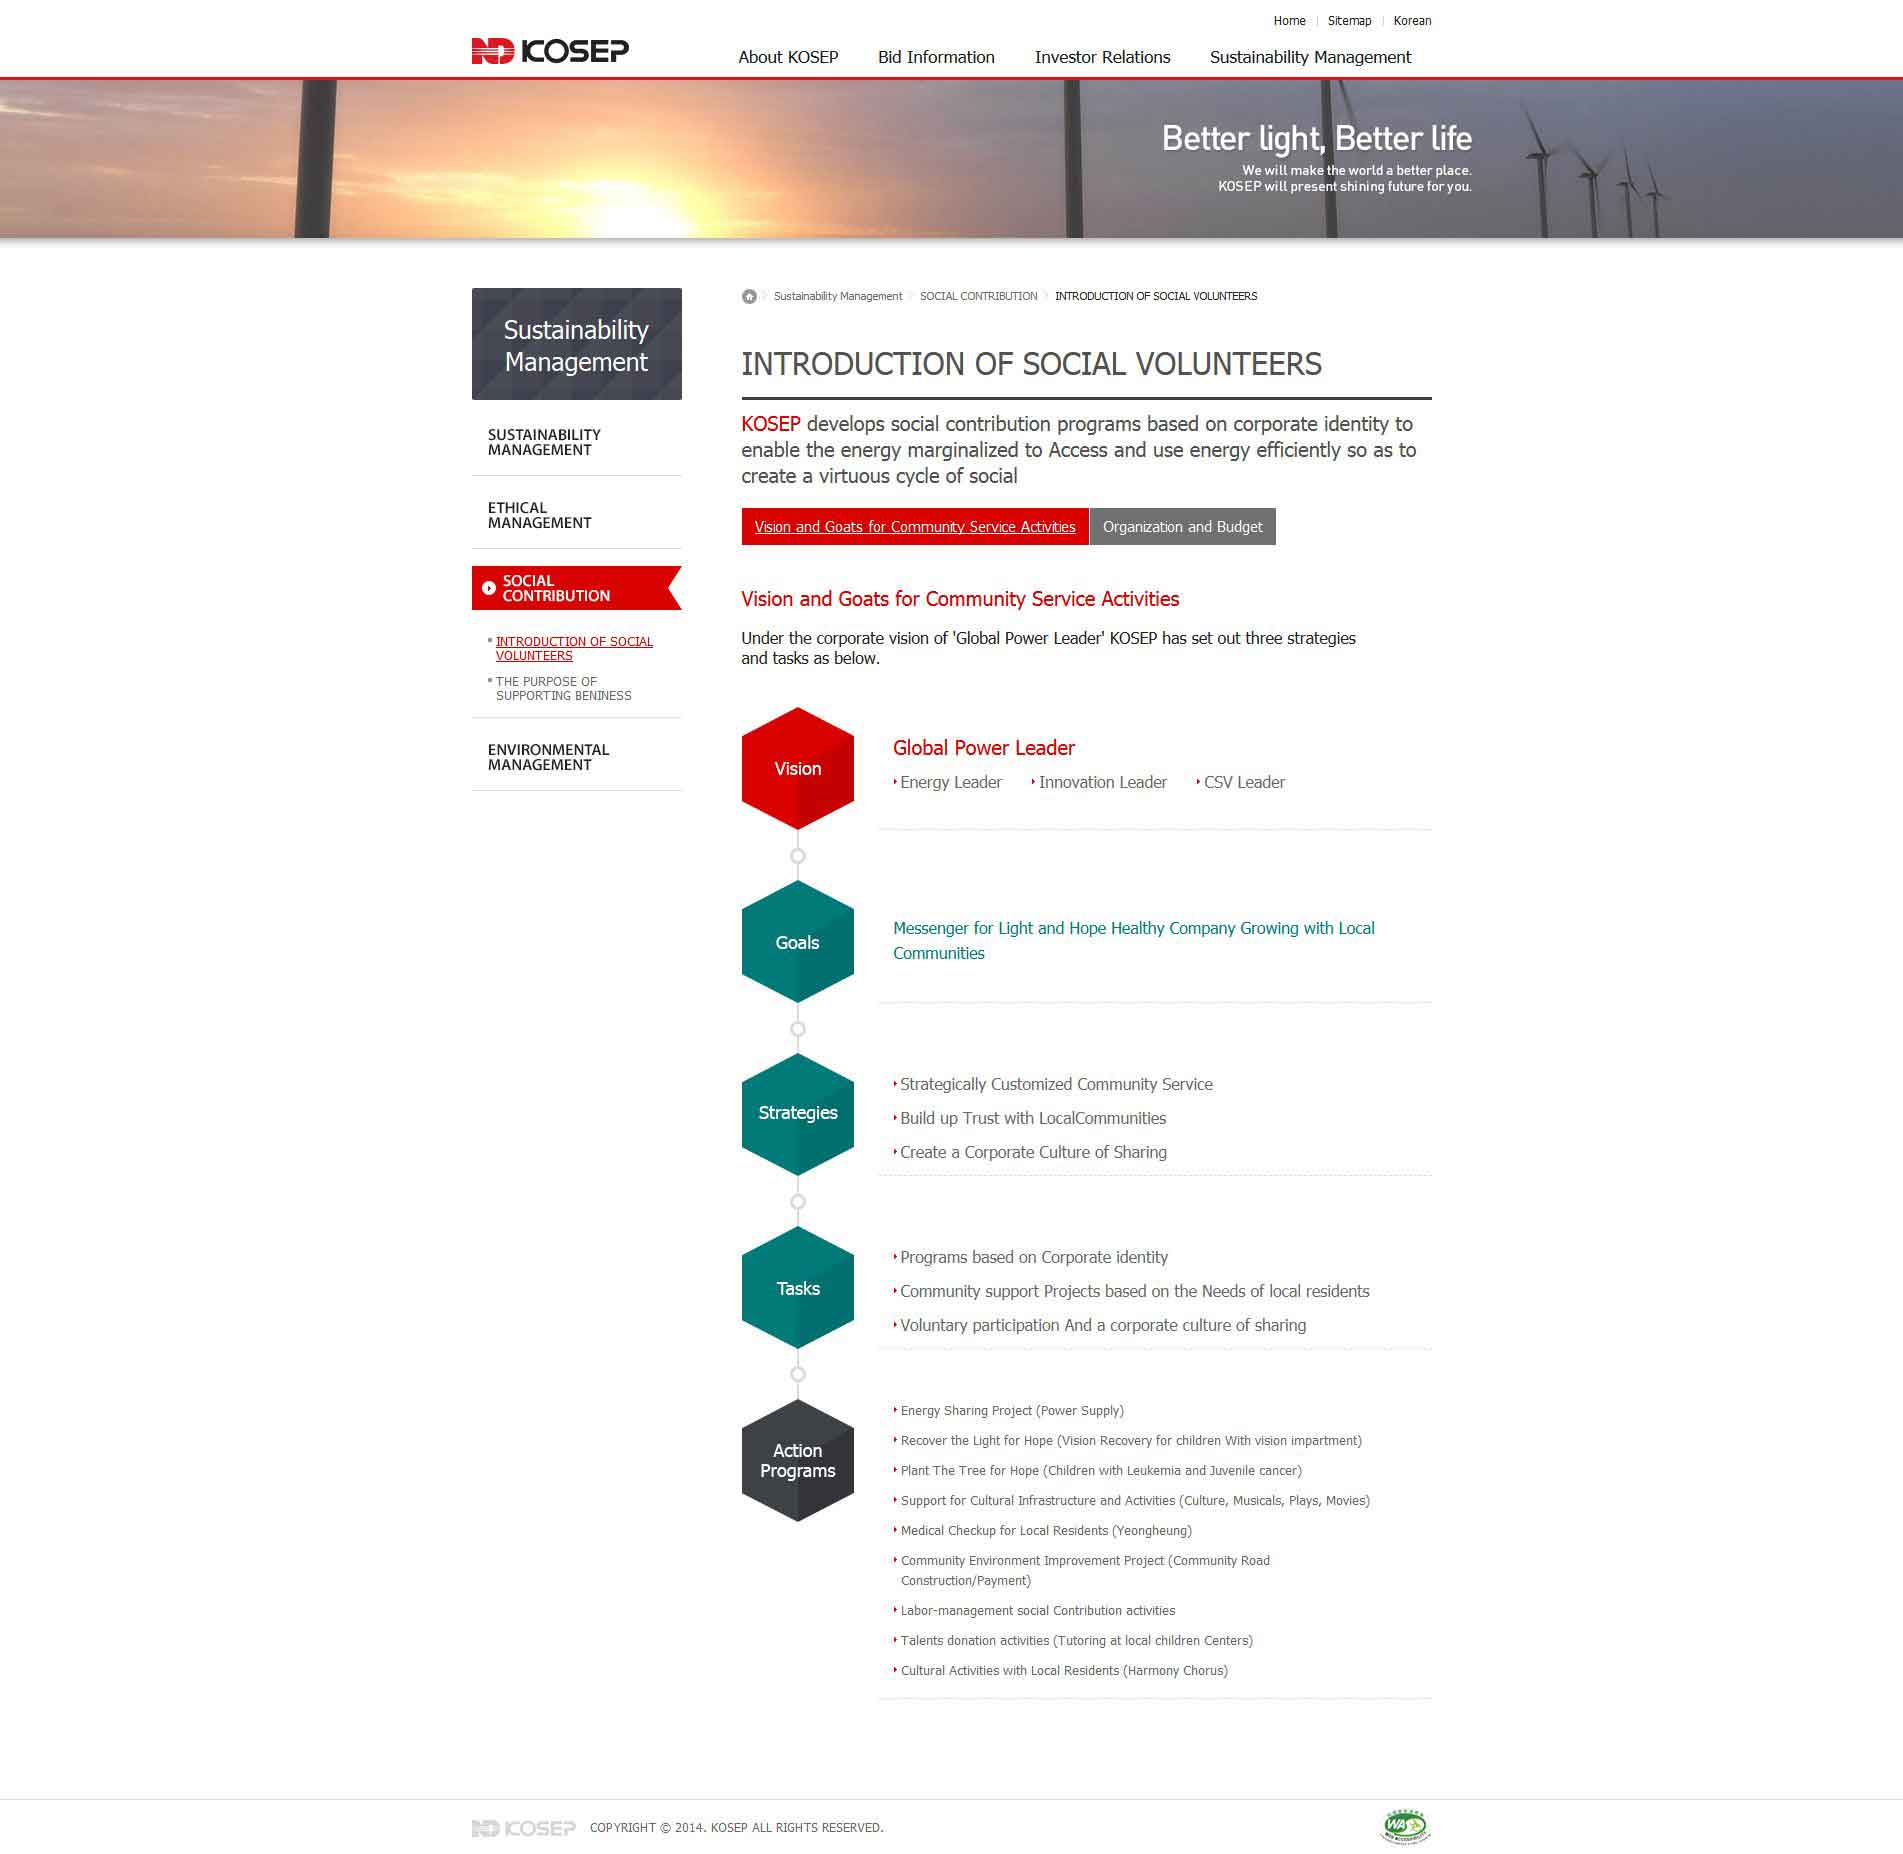 Home
Sitemap
Korean
KOSEP
About KOSEP
Bid Information
Investor Relations
Sustainability Management
Better light, Better life
We will make the world a better place.
KOSEP will present shining future for you.
Sustainability
Management
SUSTAINABILITY
MANAGEMENT
ETHICAL
MANAGEMENT
SOCIAL
CONTRIBUTION
INTRODUCTION OF SOCIAL
VOLUNTEERS
THE PURPOSE OF
SUPPORTING BENINESS
ENVIRONMENTAL
MANAGEMENT
Sustainability Management
SOCIAL CONTRIBUTION
INTRODUCTION OF SOCIAL VOLUNTEERS
INTRODUCTION OF SOCIAL VOLUNTEERS
KOSEP develops social contribution programs based on corporate identity to
enable the energy marginalized to Access and use energy efficiently so as to
create a virtuous cycle of social
Vision and Goats for Community Service Activities
Organization and Budget
Vision and Goats for Community Service Activities
Under the corporate vision of 'Global Power Leader' KOSEP has set out three strategies
and tasks as below.
Vision
Global Power Leader
Energy Leader
Innovation Leader
CSV Leader
Goals
Messenger for Light and Hope Healthy Company Growing with Local
Communities
Strategies
Strategically Customized Community Service
Build up Trust with LocalCommunities
Create a Corporate Culture of Sharing
Tasks
Programs based on Corporate identity
Community support Projects based on the Needs of local residents
Voluntary participation And a corporate culture of sharing
Action
Programs
Energy Sharing Project (Power Supply)
Recover the Light for Hope (Vision Recovery for children With vision impartment)
Plant The Tree for Hope (Children with Leukemia and Juvenile cancer)
Support for Cultural Infrastructure and Activities (Culture, Musicals, Plays, Movies)
Medical Checkup for Local Residents (Yeongheung)
Community Environment Improvement Project (Community Road
Construction/Payment)
Labor-management social Contribution activities
Talents donation activities (Tutoring at local children Centers)
Cultural Activities with Local Residents (Harmony Chorus)
KOSEP
COPYRIGHT © 2014. KOSEP ALL RIGHTS RESERVED.
WA
WEB ACCESSIBILITY